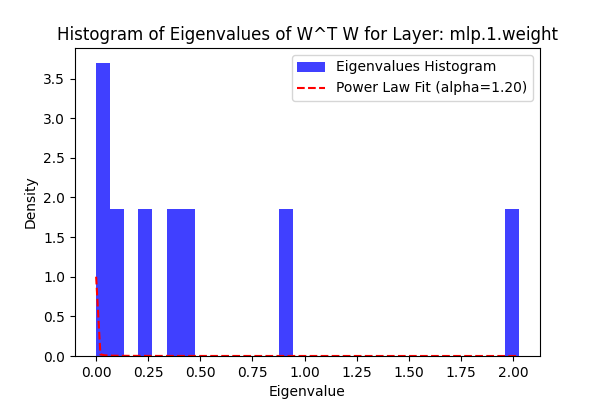 Histogram of Eigenvalues of W^T W for Layer: mlp.1.weight
Eigenvalues Histogram
Power Law Fit (alpha=1.20)
Density
3.5
3.0
2.5
2.0
1.5
1.0
0.5
0.0
0.00 0.25 0.50 0.75 1.00 1.25 1.50 1.75 2.00
Eigenvalue